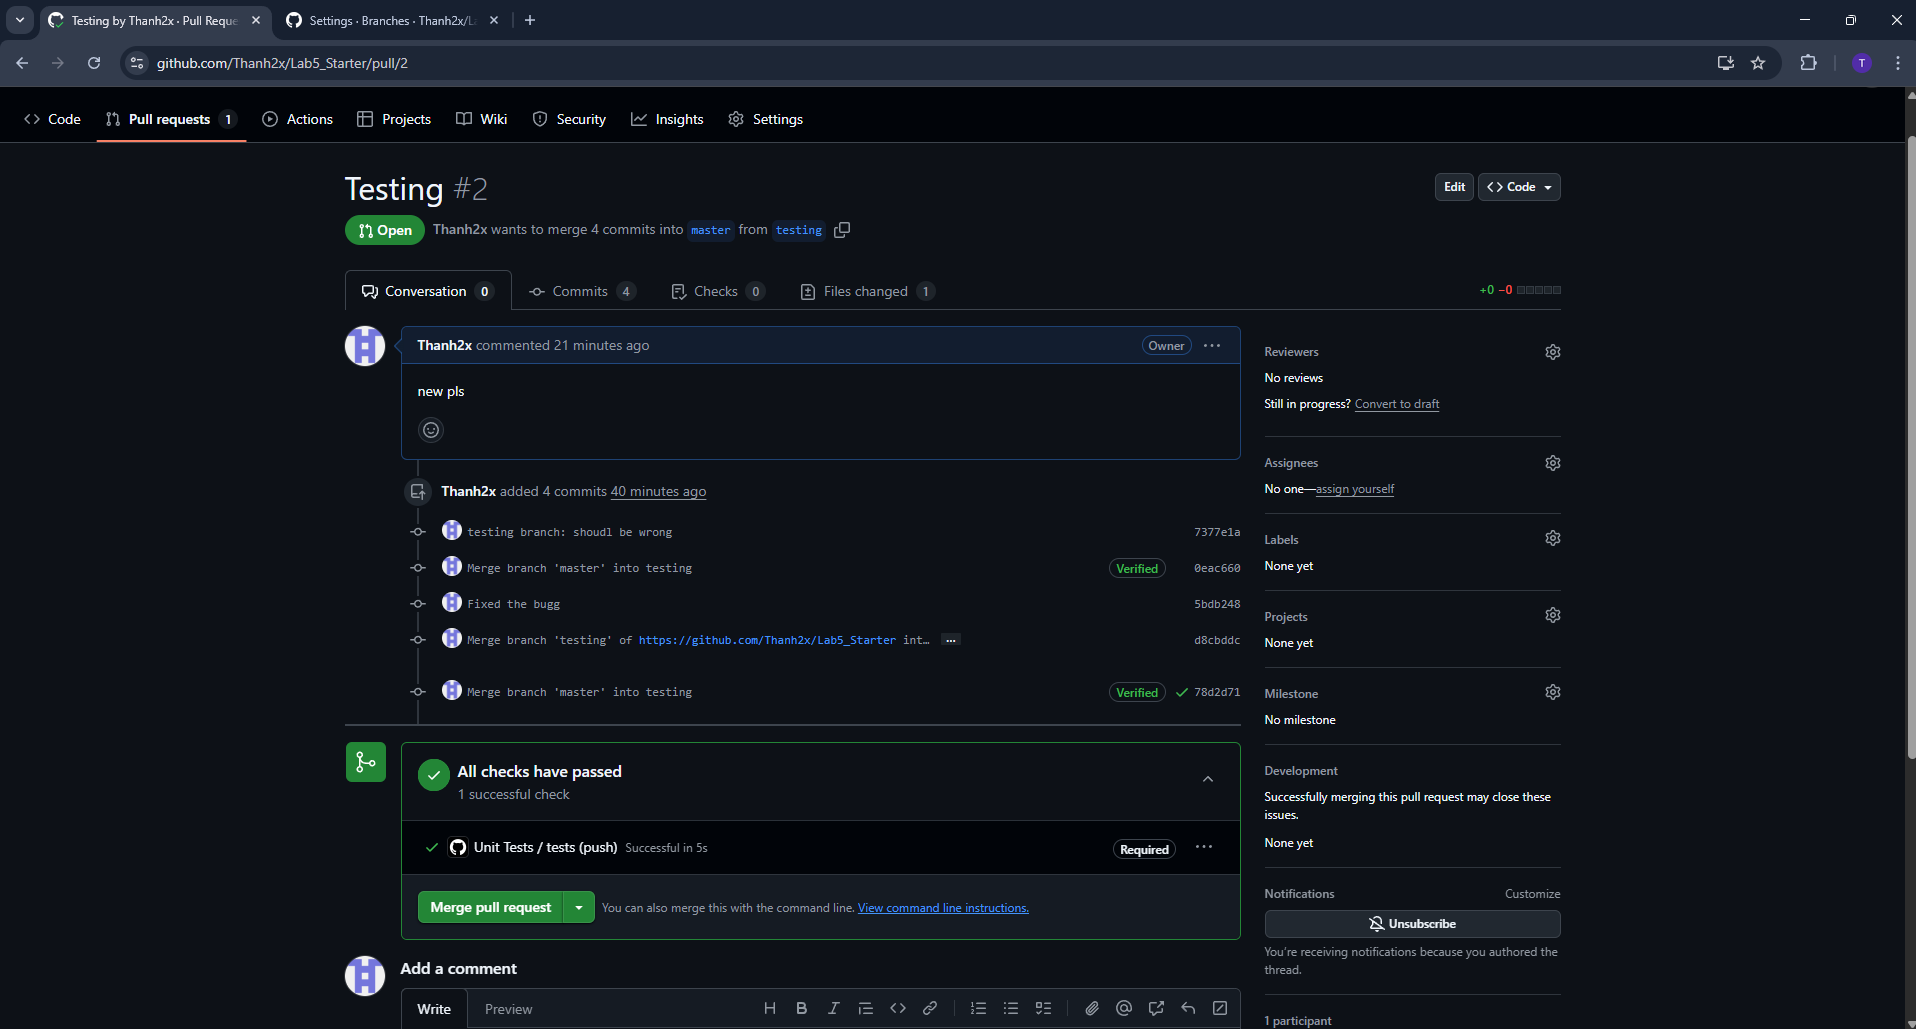 Testing by Thanh2x · Pull Reque
Settings · Branches · Thanh2x/L
github.com/Thanh2x/Lab5_Starter/pull/2
T
Code
Pull requests 1
Actions
Projects
Wiki
Security
Insights
Settings
Testing #2
Edit
<> Code
Open
Thanh2x wants to merge 4 commits into master from testing
Conversation 0
Commits 4
Checks 0
Files changed 1
+0 −0
Thanh2x commented 21 minutes ago
Owner
new pls
Thanh2x added 4 commits 40 minutes ago
testing branch: shoudl be wrong 7377e1a
Merge branch 'master' into testing Verified 0eac660
Fixed the bugg 5bdb248
Merge branch 'testing' of https://github.com/Thanh2x/Lab5_Starter int… … d8cbddc
Merge branch 'master' into testing Verified 78d2d71
All checks have passed
1 successful check
Unit Tests / tests (push) Successful in 5s Required
Merge pull request
You can also merge this with the command line. View command line instructions.
Add a comment
Write
Preview
Reviewers
No reviews
Still in progress? Convert to draft
Assignees
No one—assign yourself
Labels
None yet
Projects
None yet
Milestone
No milestone
Development
Successfully merging this pull request may close these
issues.
None yet
Notifications
Customize
Unsubscribe
You're receiving notifications because you authored the
thread.
1 participant